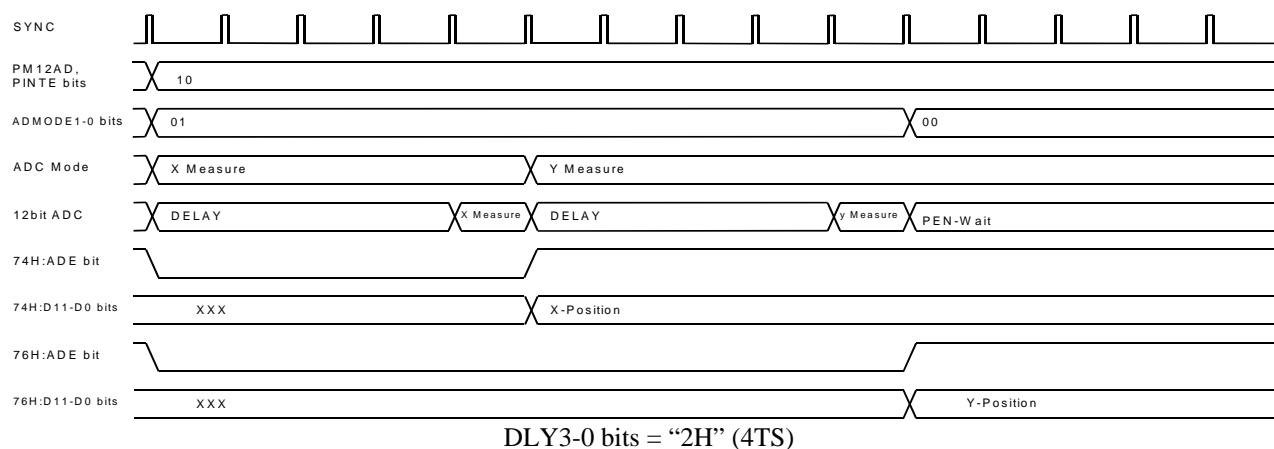 SYNC
PM12AD,
PINTE bits
10
ADMODE1-0 bits
01
00
ADC Mode
X Measure
Y Measure
12bit ADC
DELAY
X Measure
DELAY
y Measure
PEN-Wait
74H:ADE bit
74H:D11-D0 bits
XXX
X-Position
76H:ADE bit
76H:D11-D0 bits
XXX
Y-Position
DLY3-0 bits = “2H” (4TS)